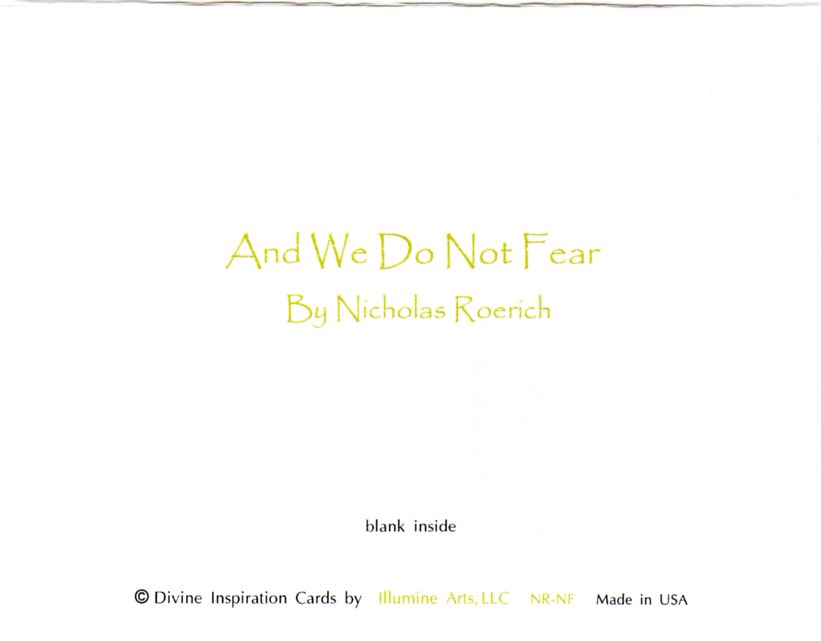 And We Do Not Fear
By Nicholas Roerich
blank inside
© Divine Inspiration Cards by Illumine Arts, LLC NR-NF Made in USA